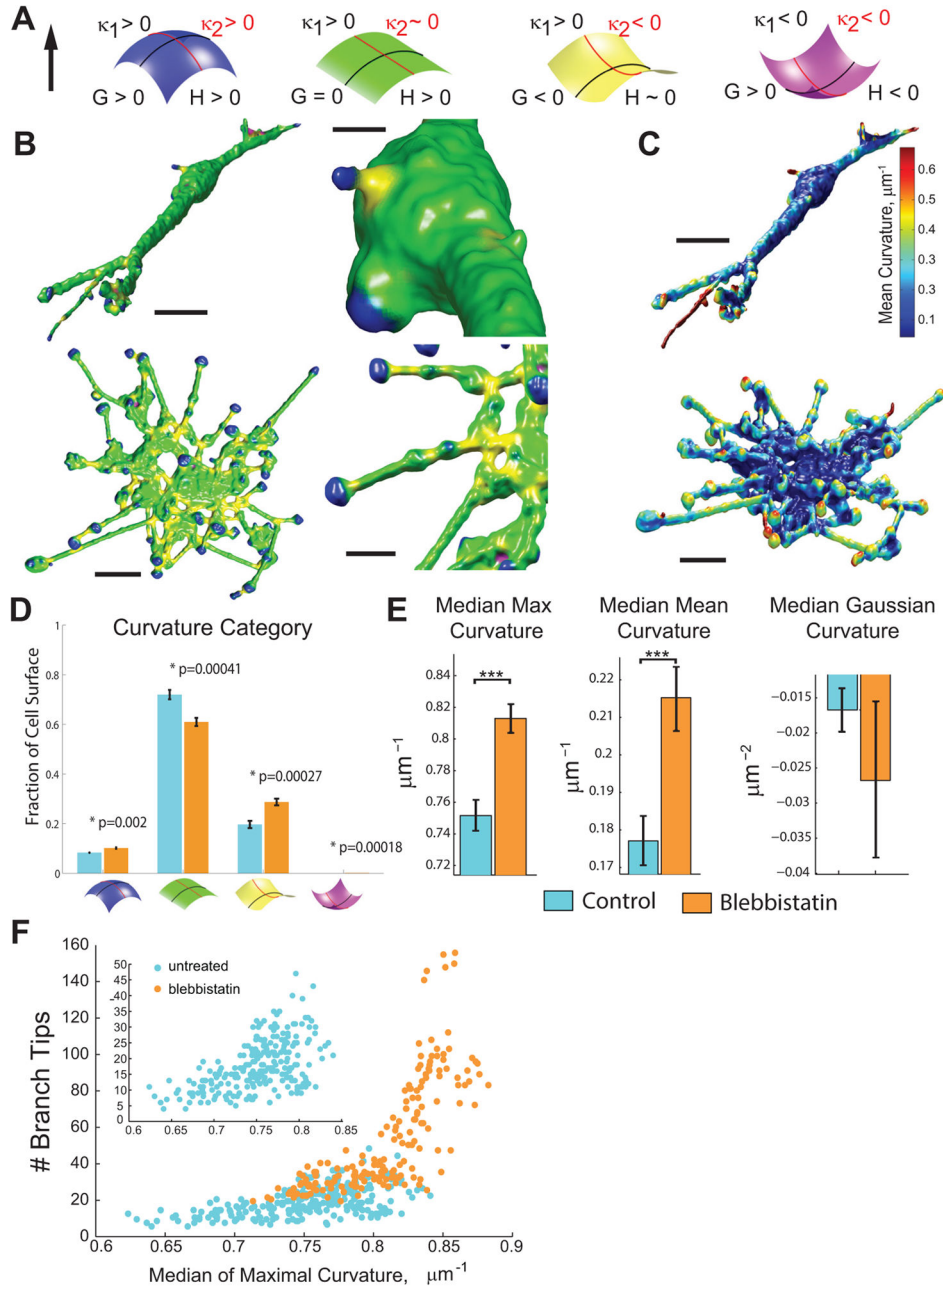 A
κ1> 0 κ2> 0
G > 0 H > 0
κ1> 0 κ2~ 0
G = 0 H > 0
κ1> 0 κ2< 0
G < 0 H ~ 0
κ1< 0 κ2< 0
G > 0 H < 0
B
C
Mean Curvature, μm⁻¹
0.6
0.5
0.3
0.3
0.1
D
Curvature Category
Fraction of Cell Surface
1
0.8
0.6
0.4
0.2
0
* p=0.002
* p=0.00041
* p=0.00027
* p=0.00018
E
Median Max
Curvature
μm⁻¹
0.84
0.82
0.8
0.78
0.76
0.74
0.72
***
Median Mean
Curvature
μm⁻¹
0.22
0.21
0.2
0.19
0.18
0.17
***
Median Gaussian
Curvature
μm⁻²
−0.015
−0.02
−0.025
−0.03
−0.035
−0.04
Control
Blebbistatin
F
# Branch Tips
160
140
120
100
80
60
40
20
0
0.6 0.65 0.7 0.75 0.8 0.85 0.9
Median of Maximal Curvature, μm⁻¹
untreated
blebbistatin
50
45
40
35
30
25
20
15
10
5
0
0.6 0.65 0.7 0.75 0.8 0.85